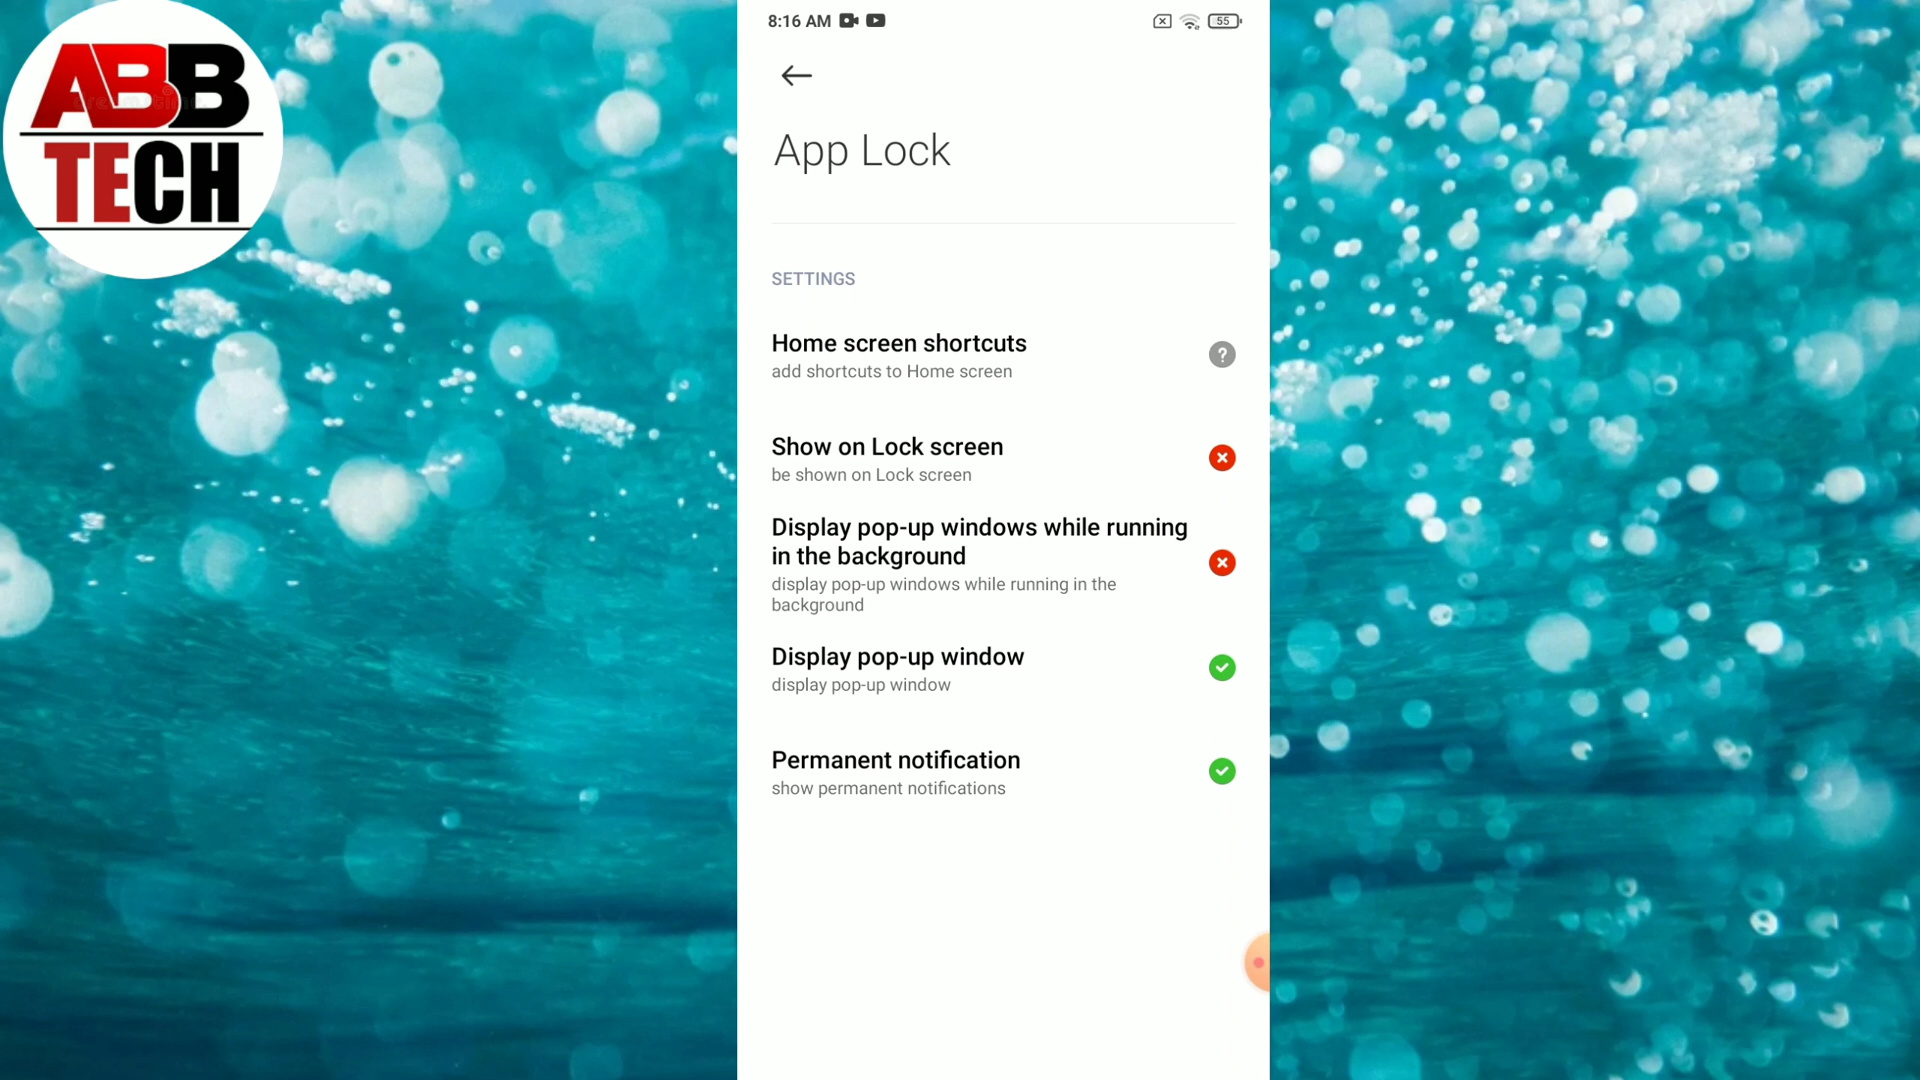 ABB
TECH
8:16 AM
55
App Lock
SETTINGS
Home screen shortcuts
add shortcuts to Home screen
Show on Lock screen
be shown on Lock screen
Display pop-up windows while running
in the background
display pop-up windows while running in the
background
Display pop-up window
display pop-up window
Permanent notification
show permanent notifications